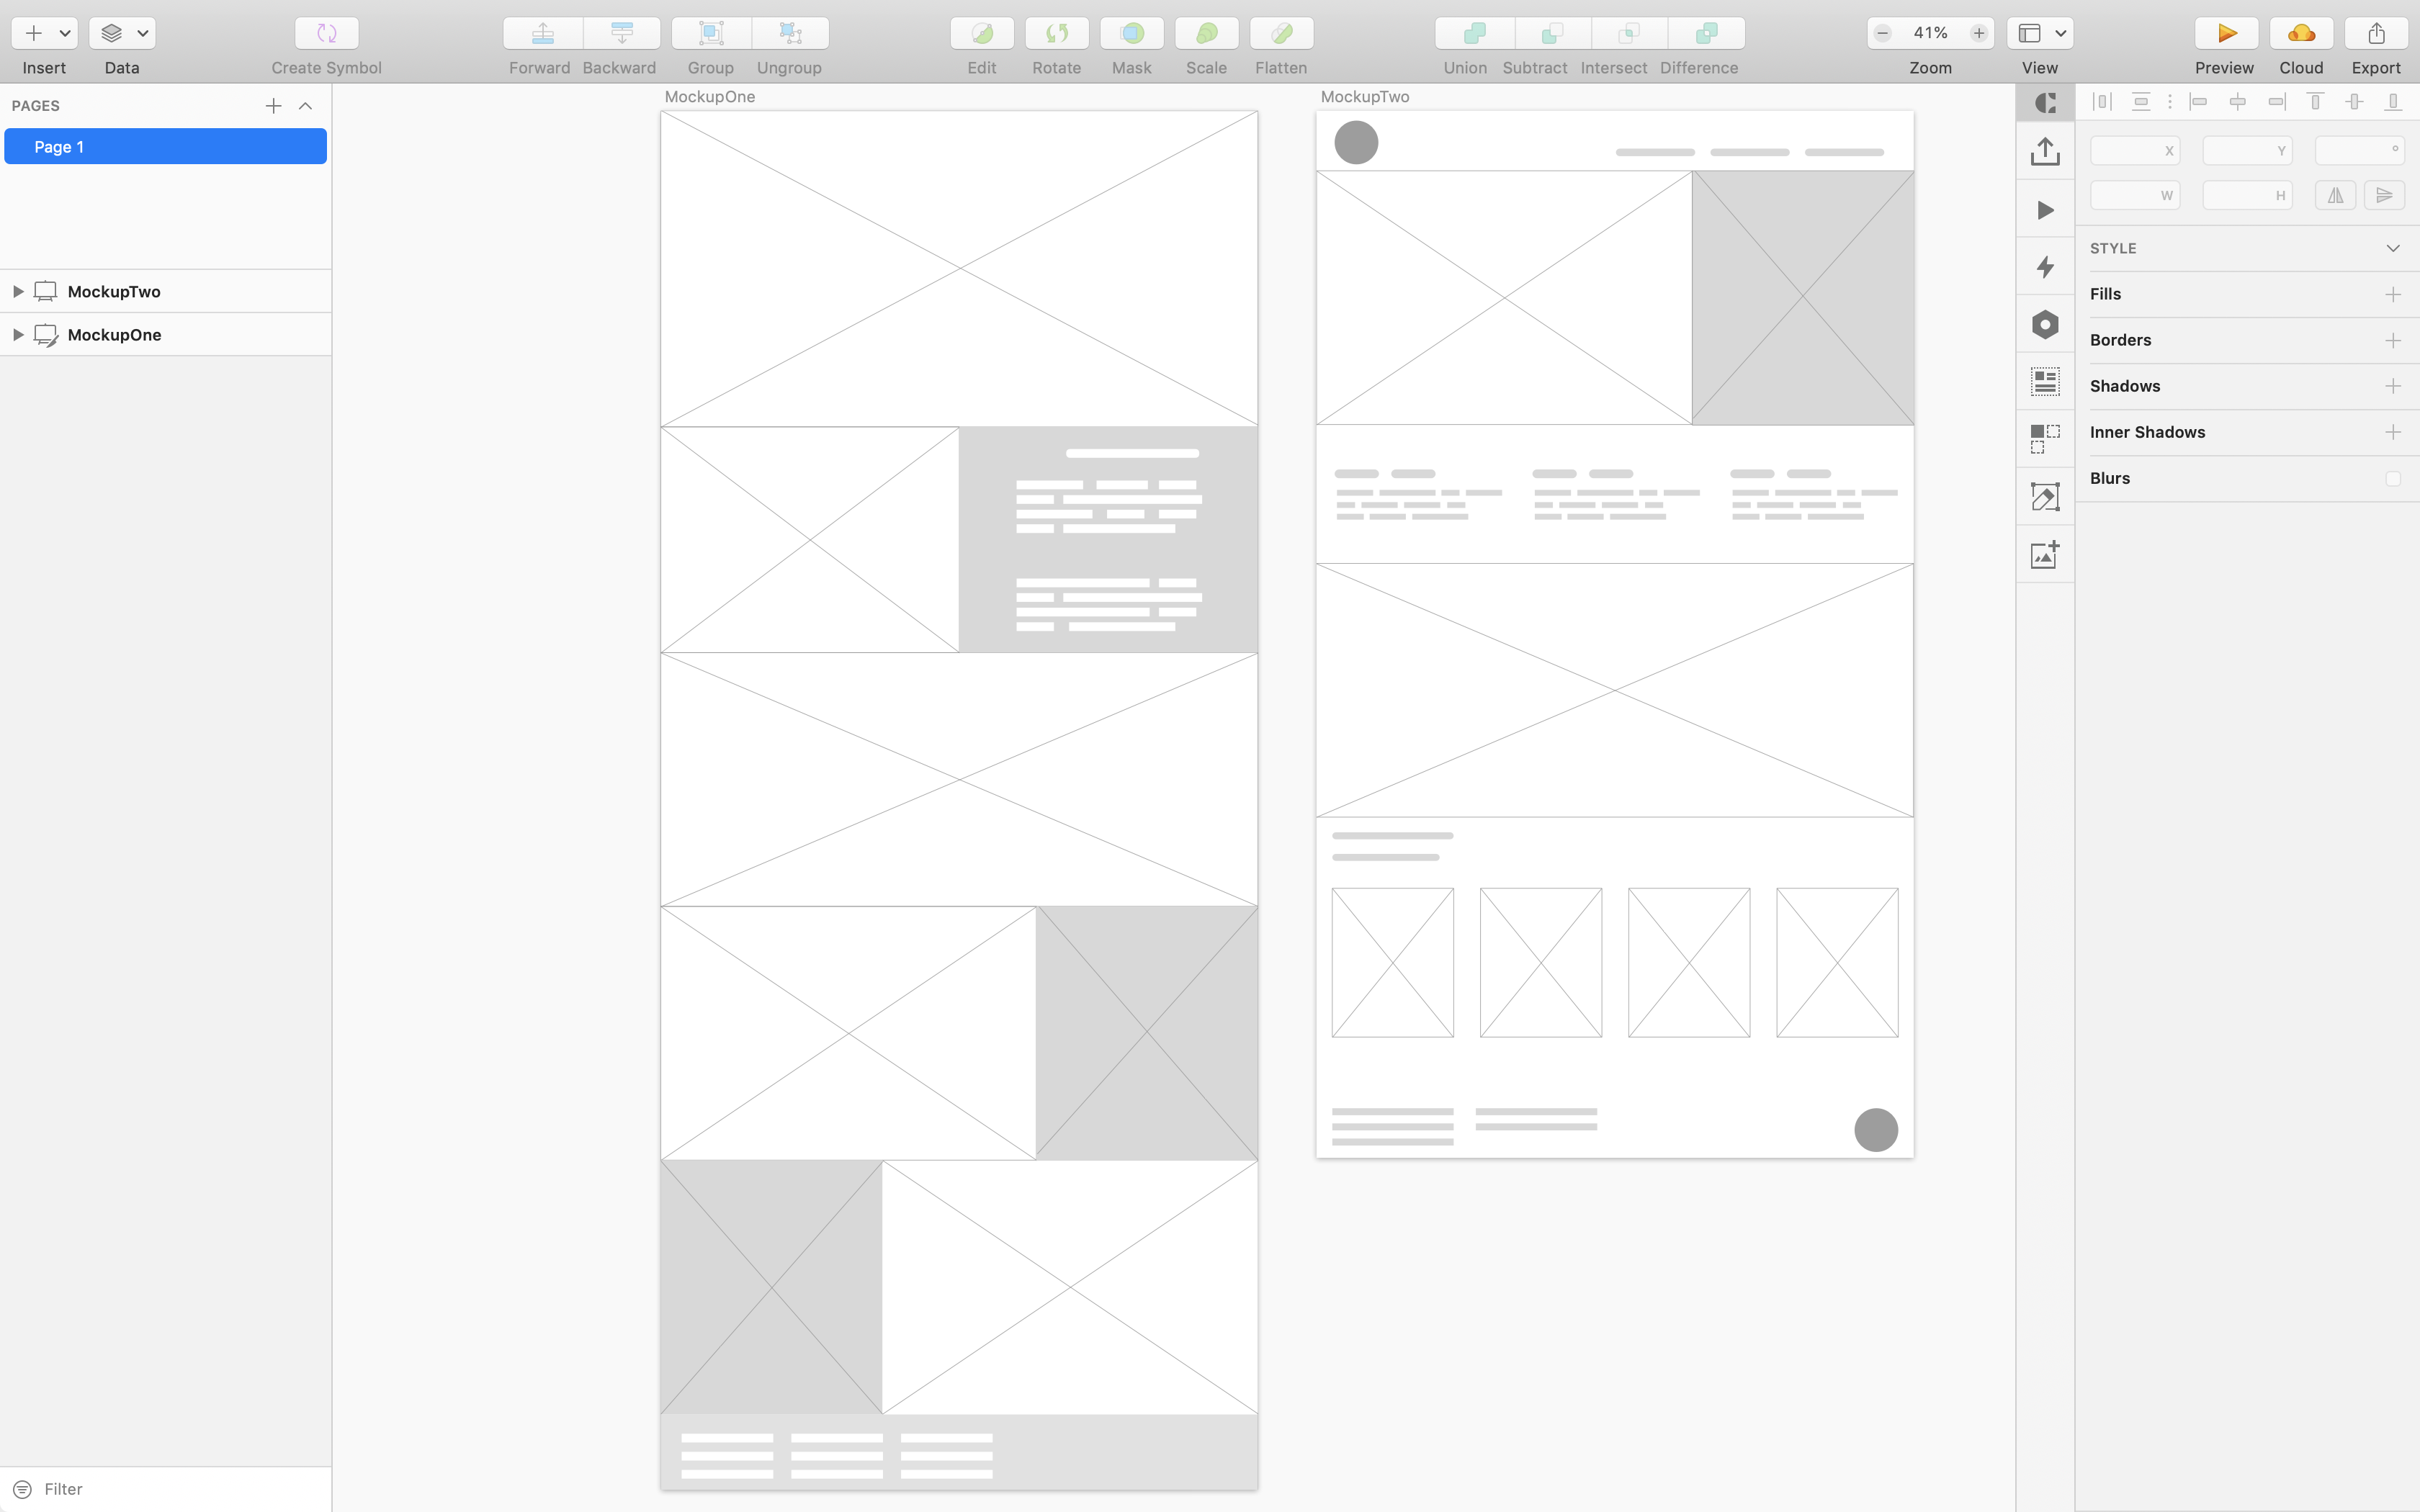 41%
Insert Data Create Symbol Forward Backward Group Ungroup Edit Rotate Mask Scale Flatten Union Subtract Intersect Difference Zoom View Preview Cloud Export
PAGES
Page 1
MockupTwo
MockupOne
Filter
MockupOne
MockupTwo
X Y °
W H
STYLE
Fills
Borders
Shadows
Inner Shadows
Blurs